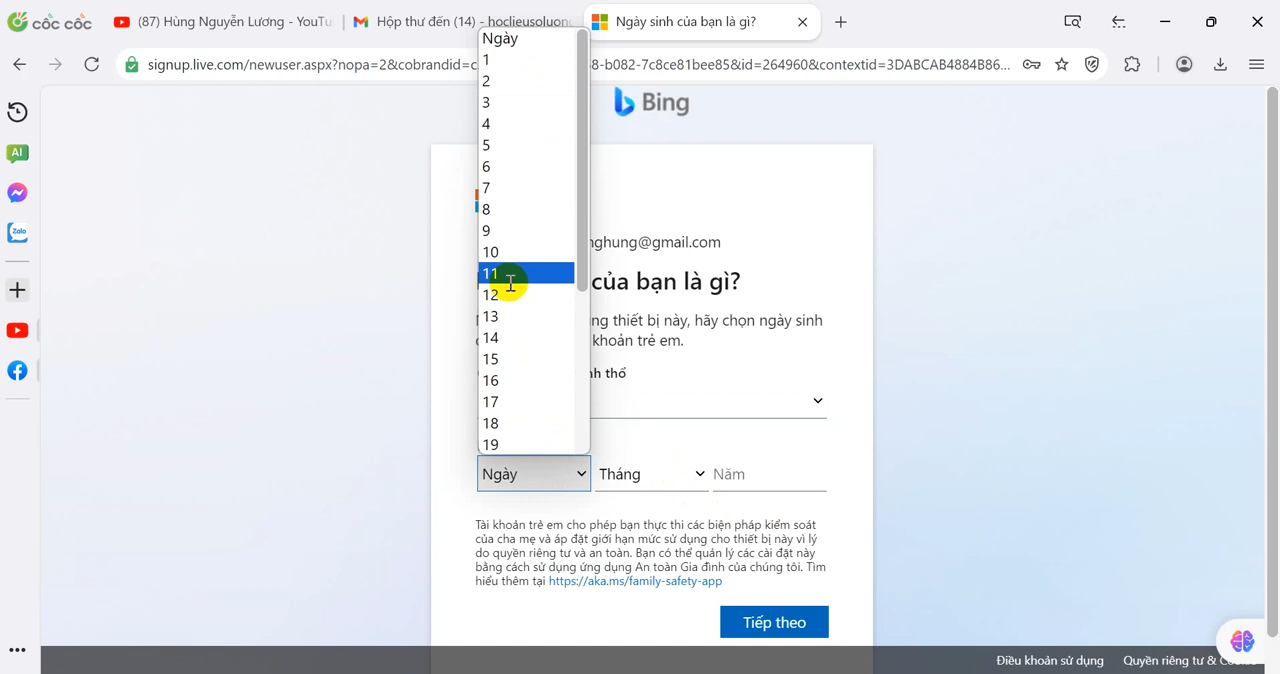 cốc cốc
(87) Hùng Nguyễn Lương - YouTu
Hộp thư đến (14) - hoclieusoluong
Ngày sinh của bạn là gì?
signup.live.com/newuser.aspx?nopa=2&cobrandid=
8-b082-7c8ce81bee85&id=264960&contextid=3DABCAB4884B86...
AI
Zalo
Bing
nghung@gmail.com
của bạn là gì?
ng thiết bị này, hãy chọn ngày sinh
khoản trẻ em.
nh thổ
Ngày
1
2
3
4
5
6
7
8
9
10
11
12
13
14
15
16
17
18
19
Ngày
Tháng
Năm
Tài khoản trẻ em cho phép bạn thực thi các biện pháp kiểm soát
của cha mẹ và áp đặt giới hạn mức sử dụng cho thiết bị này vì lý
do quyền riêng tư và an toàn. Bạn có thể quản lý các cài đặt này
bằng cách sử dụng ứng dụng An toàn Gia đình của chúng tôi. Tìm
hiểu thêm tại https://aka.ms/family-safety-app
Tiếp theo
Điều khoản sử dụng
Quyền riêng tư &